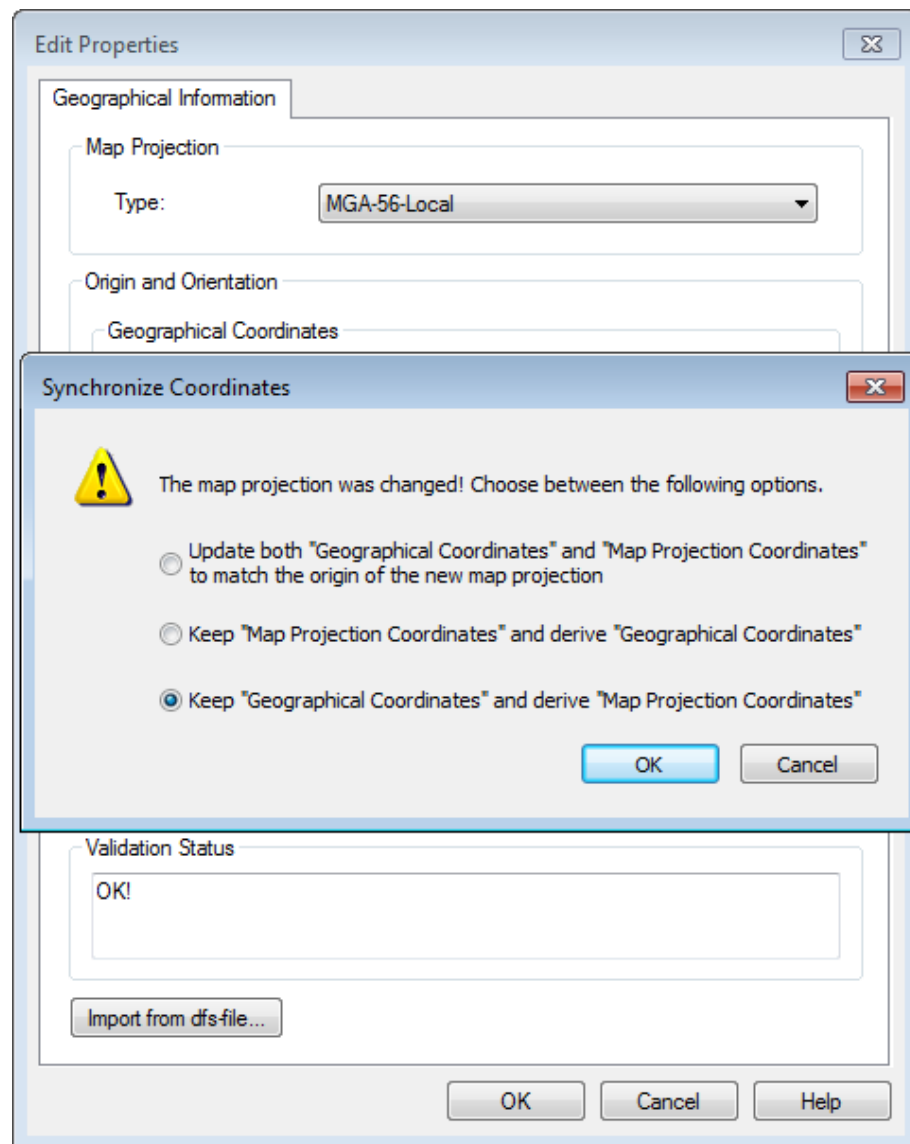 Edit Properties
Geographical Information
Map Projection
Type:
MGA-56-Local
Origin and Orientation
Geographical Coordinates
Synchronize Coordinates
The map projection was changed! Choose between the following options.
Update both "Geographical Coordinates" and "Map Projection Coordinates"
to match the origin of the new map projection
Keep "Map Projection Coordinates" and derive "Geographical Coordinates"
Keep "Geographical Coordinates" and derive "Map Projection Coordinates"
OK Cancel
Validation Status
OK!
Import from dfs-file...
OK Cancel Help